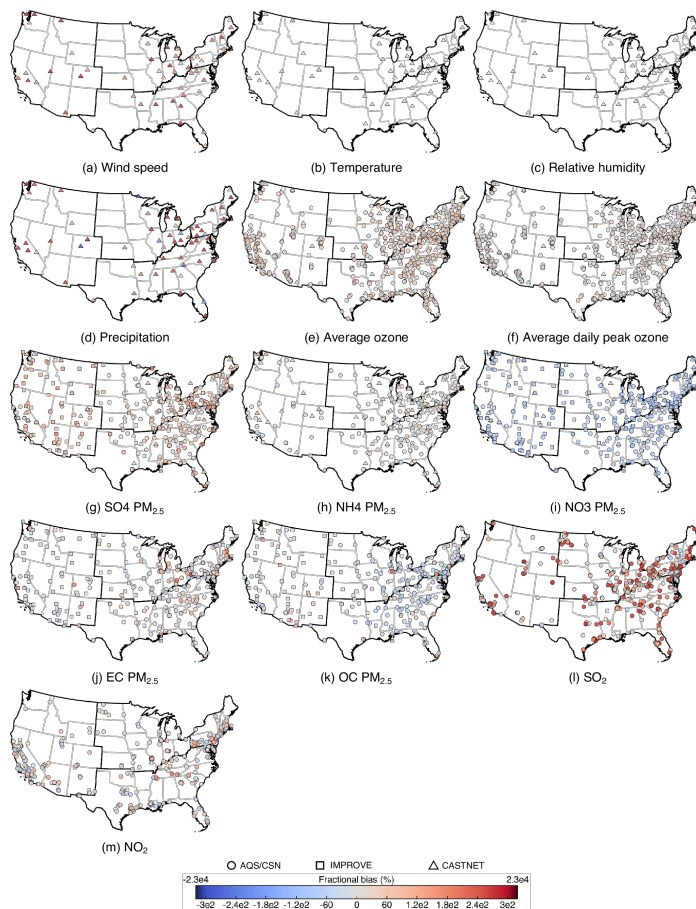 (a) Wind speed
(b) Temperature
(c) Relative humidity
(d) Precipitation
(e) Average ozone
(f) Average daily peak ozone
(g) SO4 PM2.5
(h) NH4 PM2.5
(i) NO3 PM2.5
(j) EC PM2.5
(k) OC PM2.5
(l) SO2
(m) NO2
AQS/CSN IMPROVE CASTNET
-2.3e4 Fractional bias (%) 2.3e4
-3e2 -2.4e2 -1.8e2 -1.2e2 -60 0 60 1.2e2 1.8e2 2.4e2 3e2